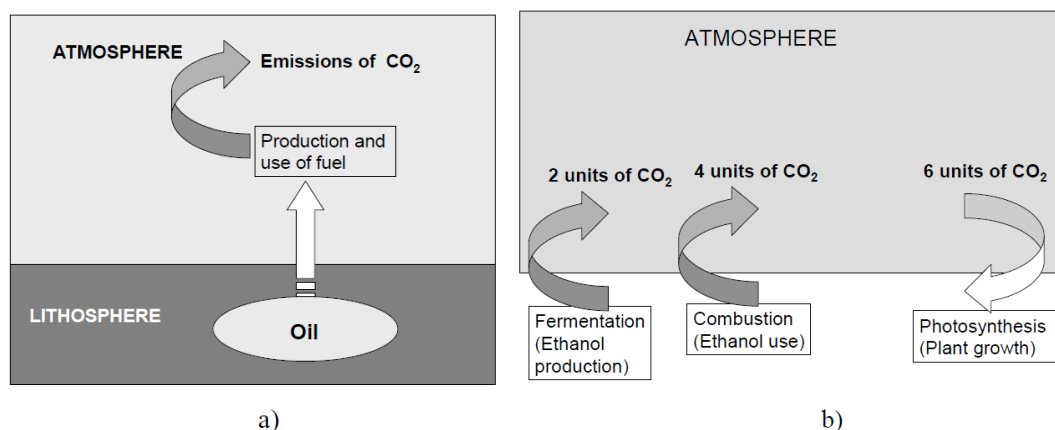 ATMOSPHERE
Emissions of CO₂
Production and
use of fuel
LITHOSPHERE
Oil
a)
ATMOSPHERE
2 units of CO₂
4 units of CO₂
6 units of CO₂
Fermentation
(Ethanol
production)
Combustion
(Ethanol use)
Photosynthesis
(Plant growth)
b)